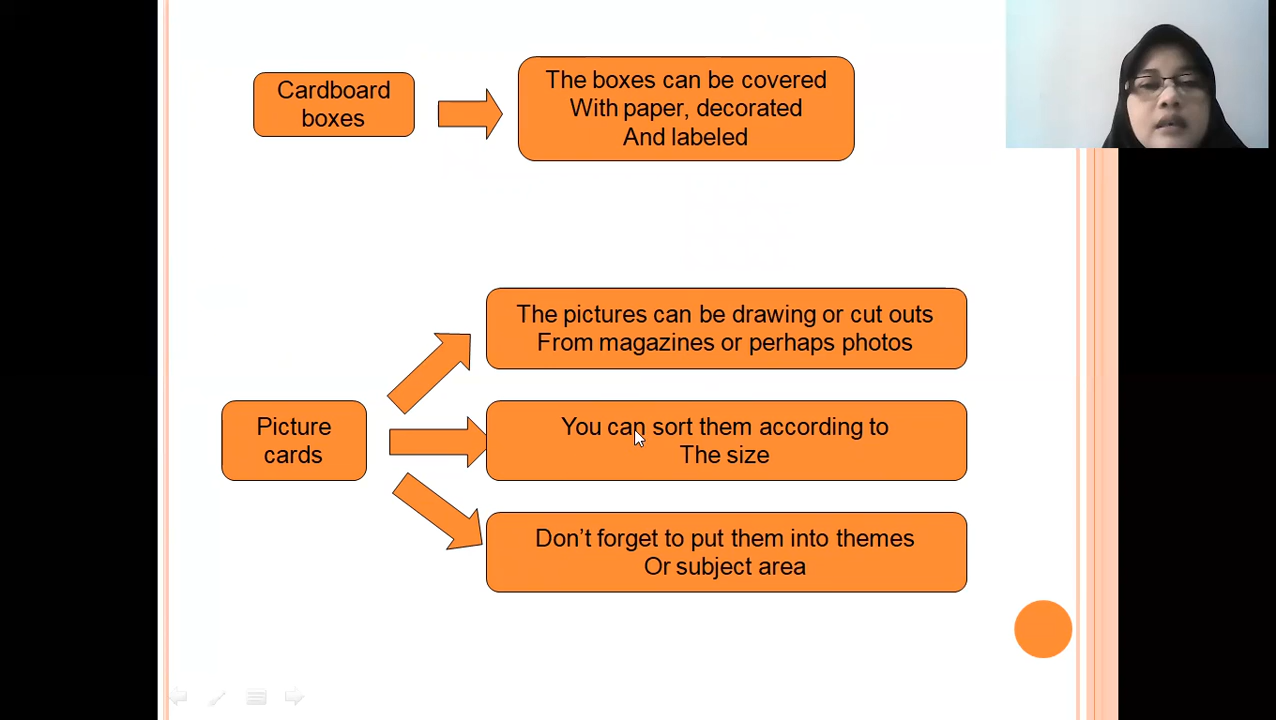 Cardboard
boxes
The boxes can be covered
With paper, decorated
And labeled
The pictures can be drawing or cut outs
From magazines or perhaps photos
Picture
cards
You can sort them according to
The size
Don’t forget to put them into themes
Or subject area